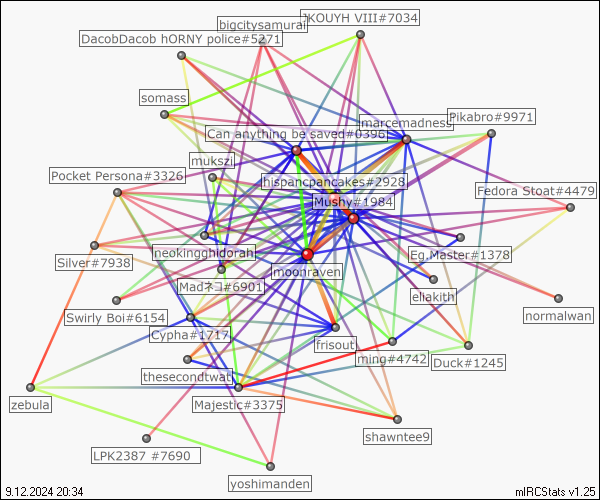 bigcitysamurai
JKOUYH VIII#7034
DacobDacob hORNY police#5271
somass
marcemadness
Pikabro#9971
Can anything be saved#0396
mukszi
Pocket Persona#3326
hispancpancakes#2928
Fedora Stoat#4479
Mushy#1984
neokingghidorah
Eg.Master#1378
Silver#7938
moonraven
Madネコ#6901
eliakith
Swirly Boi#6154
normalwan
Cypha#1717
frisout
ming#4742
Duck#1245
thesecondtwat
zebula
Majestic#3375
shawntee9
LPK2387 #7690
yoshimanden
9.12.2024 20:34
mIRCStats v1.25